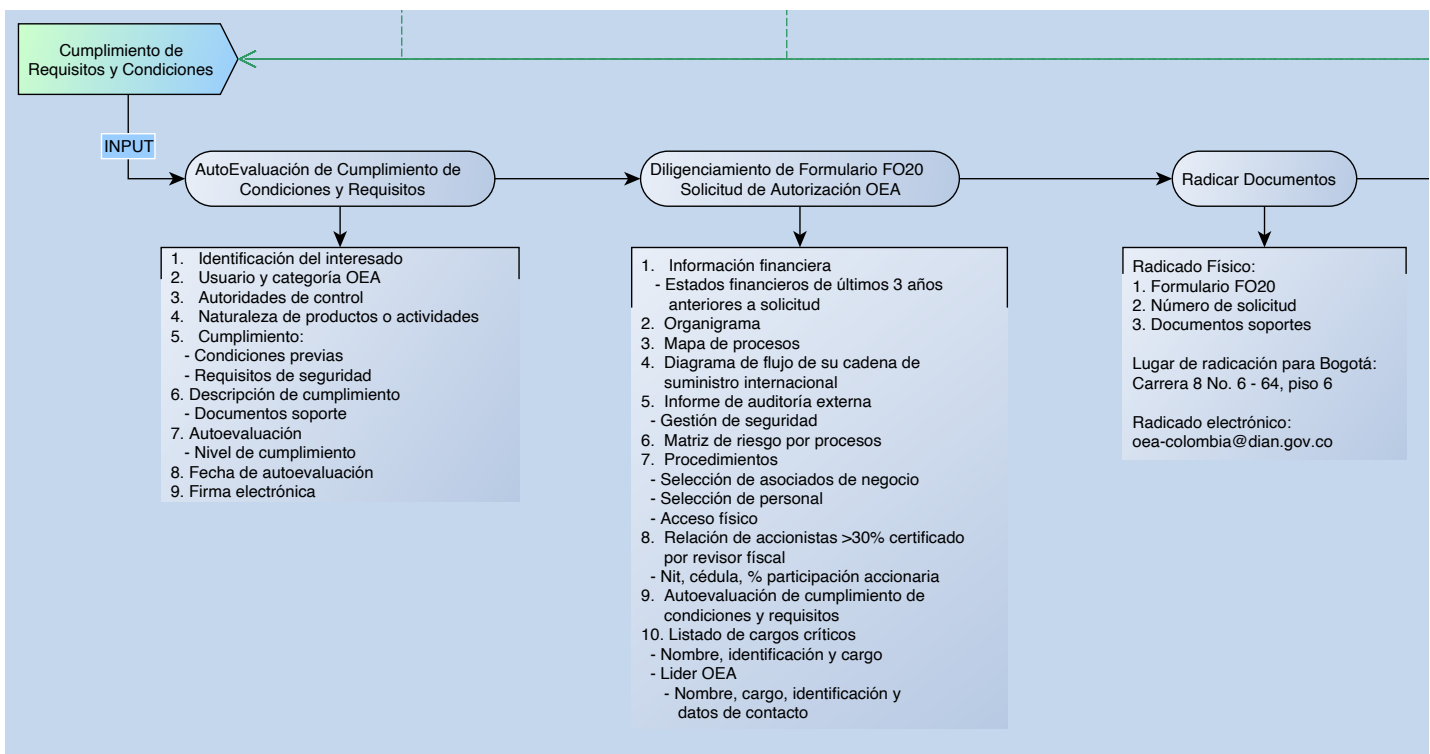 Cumplimiento de
Requisitos y Condiciones
INPUT
AutoEvaluación de Cumplimiento de
Condiciones y Requisitos
Diligenciamiento de Formulario FO20
Solicitud de Autorización OEA
Radicar Documentos
1. Identificación del interesado
2. Usuario y categoría OEA
3. Autoridades de control
4. Naturaleza de productos o actividades
5. Cumplimiento:
- Condiciones previas
- Requisitos de seguridad
6. Descripción de cumplimiento
- Documentos soporte
7. Autoevaluación
- Nivel de cumplimiento
8. Fecha de autoevaluación
9. Firma electrónica
1. Información financiera
- Estados financieros de últimos 3 años
anteriores a solicitud
2. Organigrama
3. Mapa de procesos
4. Diagrama de flujo de su cadena de
suministro internacional
5. Informe de auditoría externa
- Gestión de seguridad
6. Matriz de riesgo por procesos
7. Procedimientos
- Selección de asociados de negocio
- Selección de personal
- Acceso físico
8. Relación de accionistas >30% certificado
por revisor físcal
- Nit, cédula, % participación accionaria
9. Autoevaluación de cumplimiento de
condiciones y requisitos
10. Listado de cargos críticos
- Nombre, identificación y cargo
- Lider OEA
- Nombre, cargo, identificación y
datos de contacto
Radicado Físico:
1. Formulario FO20
2. Número de solicitud
3. Documentos soportes
Lugar de radicación para Bogotá:
Carrera 8 No. 6 - 64, piso 6
Radicado electrónico:
oea-colombia@dian.gov.co